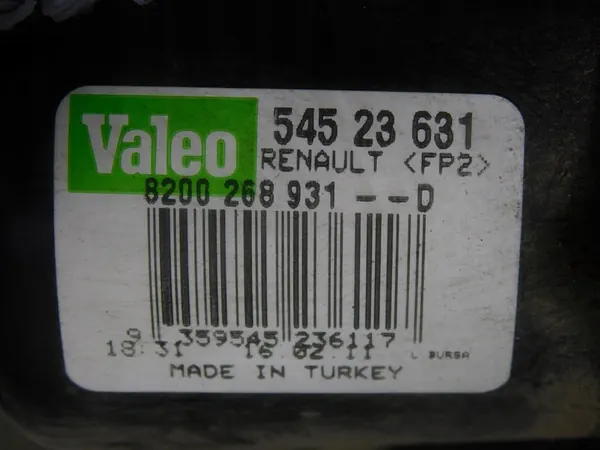 Valeo 545 23 631
RENAULT <FP2>
8200 268 931 --D
9 359545 236117
18:31 16 02 11 L BURSA
MADE IN TURKEY